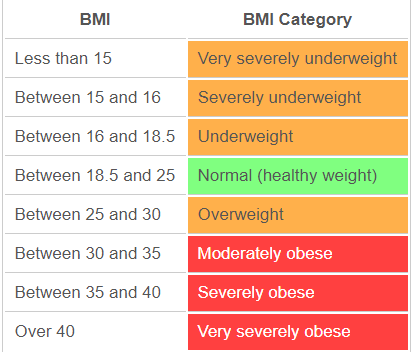 BMI BMI Category
Less than 15 Very severely underweight
Between 15 and 16 Severely underweight
Between 16 and 18.5 Underweight
Between 18.5 and 25 Normal (healthy weight)
Between 25 and 30 Overweight
Between 30 and 35 Moderately obese
Between 35 and 40 Severely obese
Over 40 Very severely obese